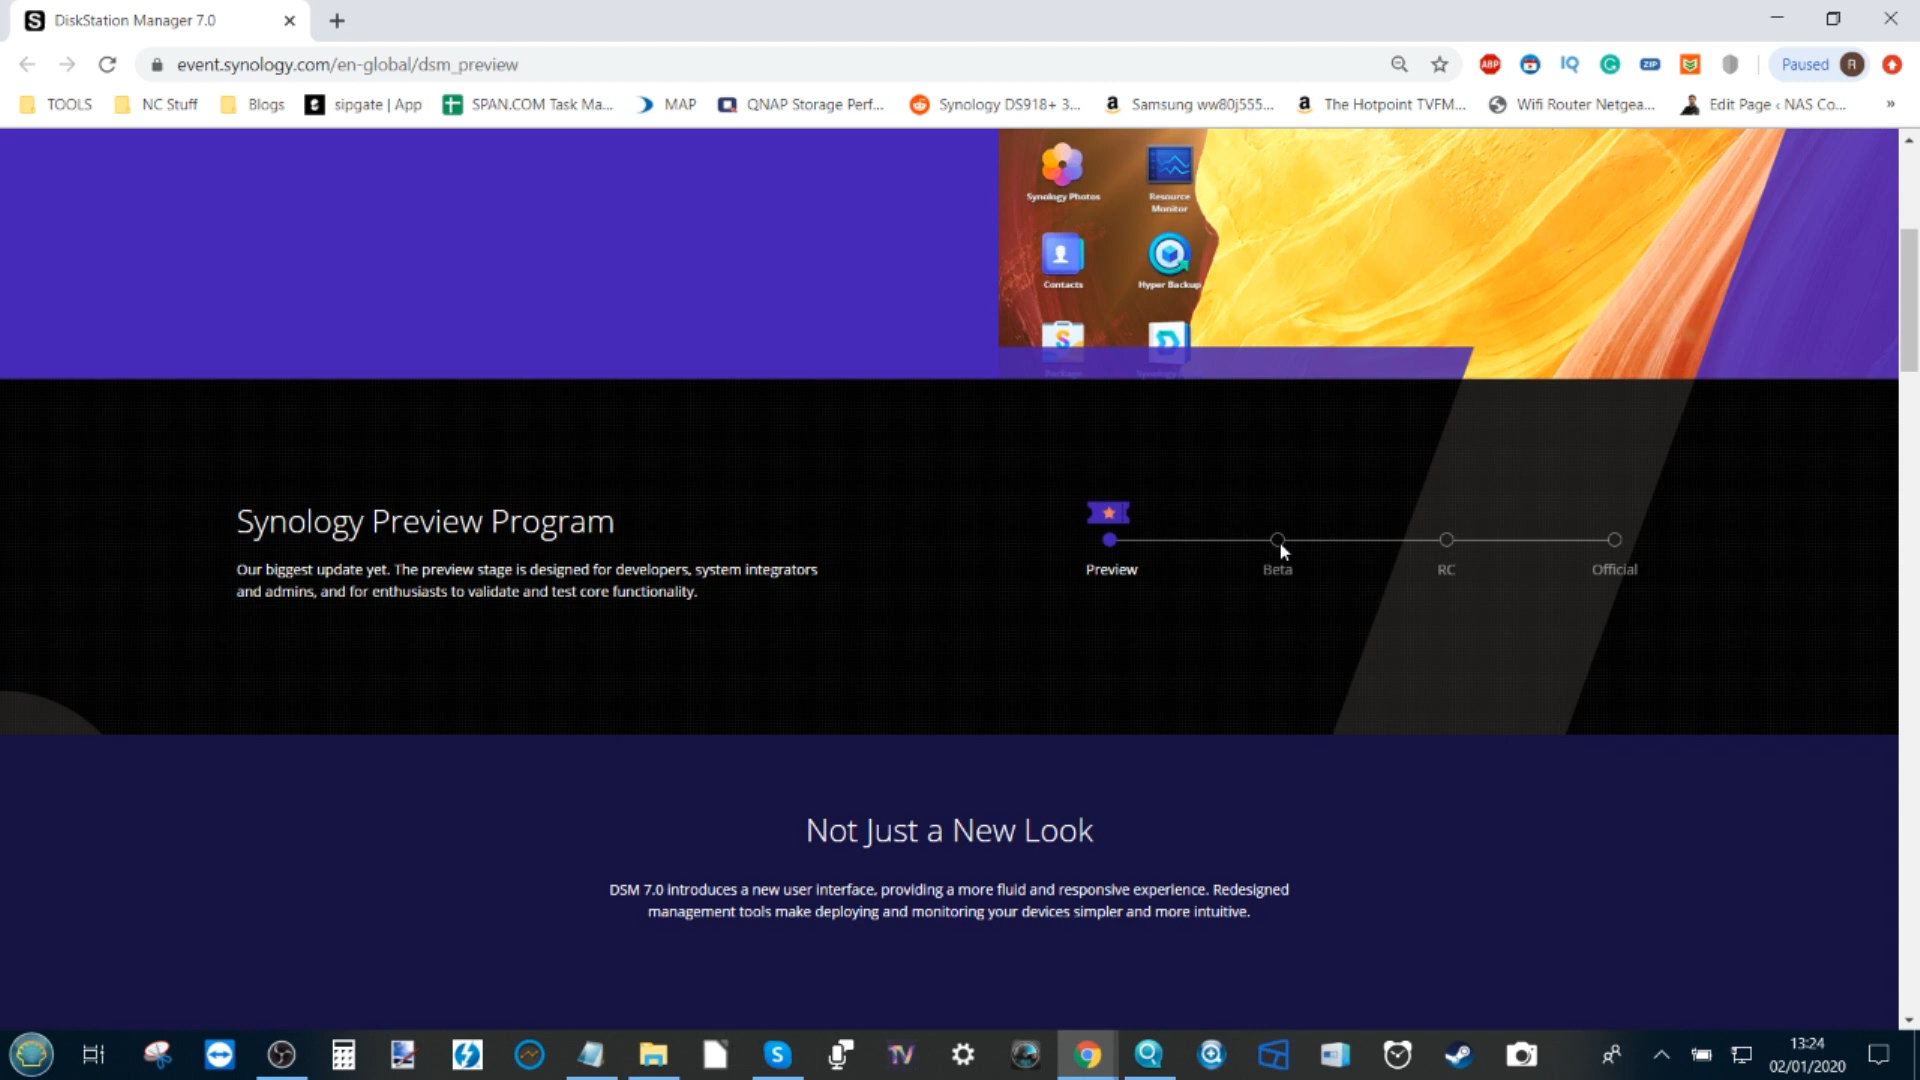 DiskStation Manager 7.0
event.synology.com/en-global/dsm_preview
ABP
IQ
ZIP
Paused
R
TOOLS
NC Stuff
Blogs
sipgate | App
SPAN.COM Task Ma...
MAP
QNAP Storage Perf...
Synology DS918+ 3...
Samsung ww80j555...
The Hotpoint TVFM...
Wifi Router Netgea...
Edit Page ‹ NAS Co...
»
Synology Photos
Resource
Monitor
Contacts
Hyper Backup
Package
Synology Preview Program
Our biggest update yet. The preview stage is designed for developers, system integrators
and admins, and for enthusiasts to validate and test core functionality.
Preview
Beta
RC
Official
Not Just a New Look
DSM 7.0 introduces a new user interface, providing a more fluid and responsive experience. Redesigned
management tools make deploying and monitoring your devices simpler and more intuitive.
TV
13:24
02/01/2020